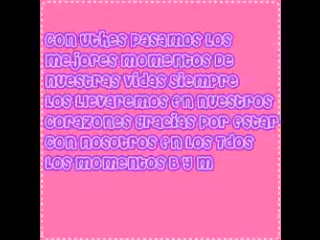 con uthes pasamos los
mejores momentos de
nuestras vidas siempre
los llevaremos en nuestros
corazones gracias por estar
con nosotros en los tdos
los momentos b y m